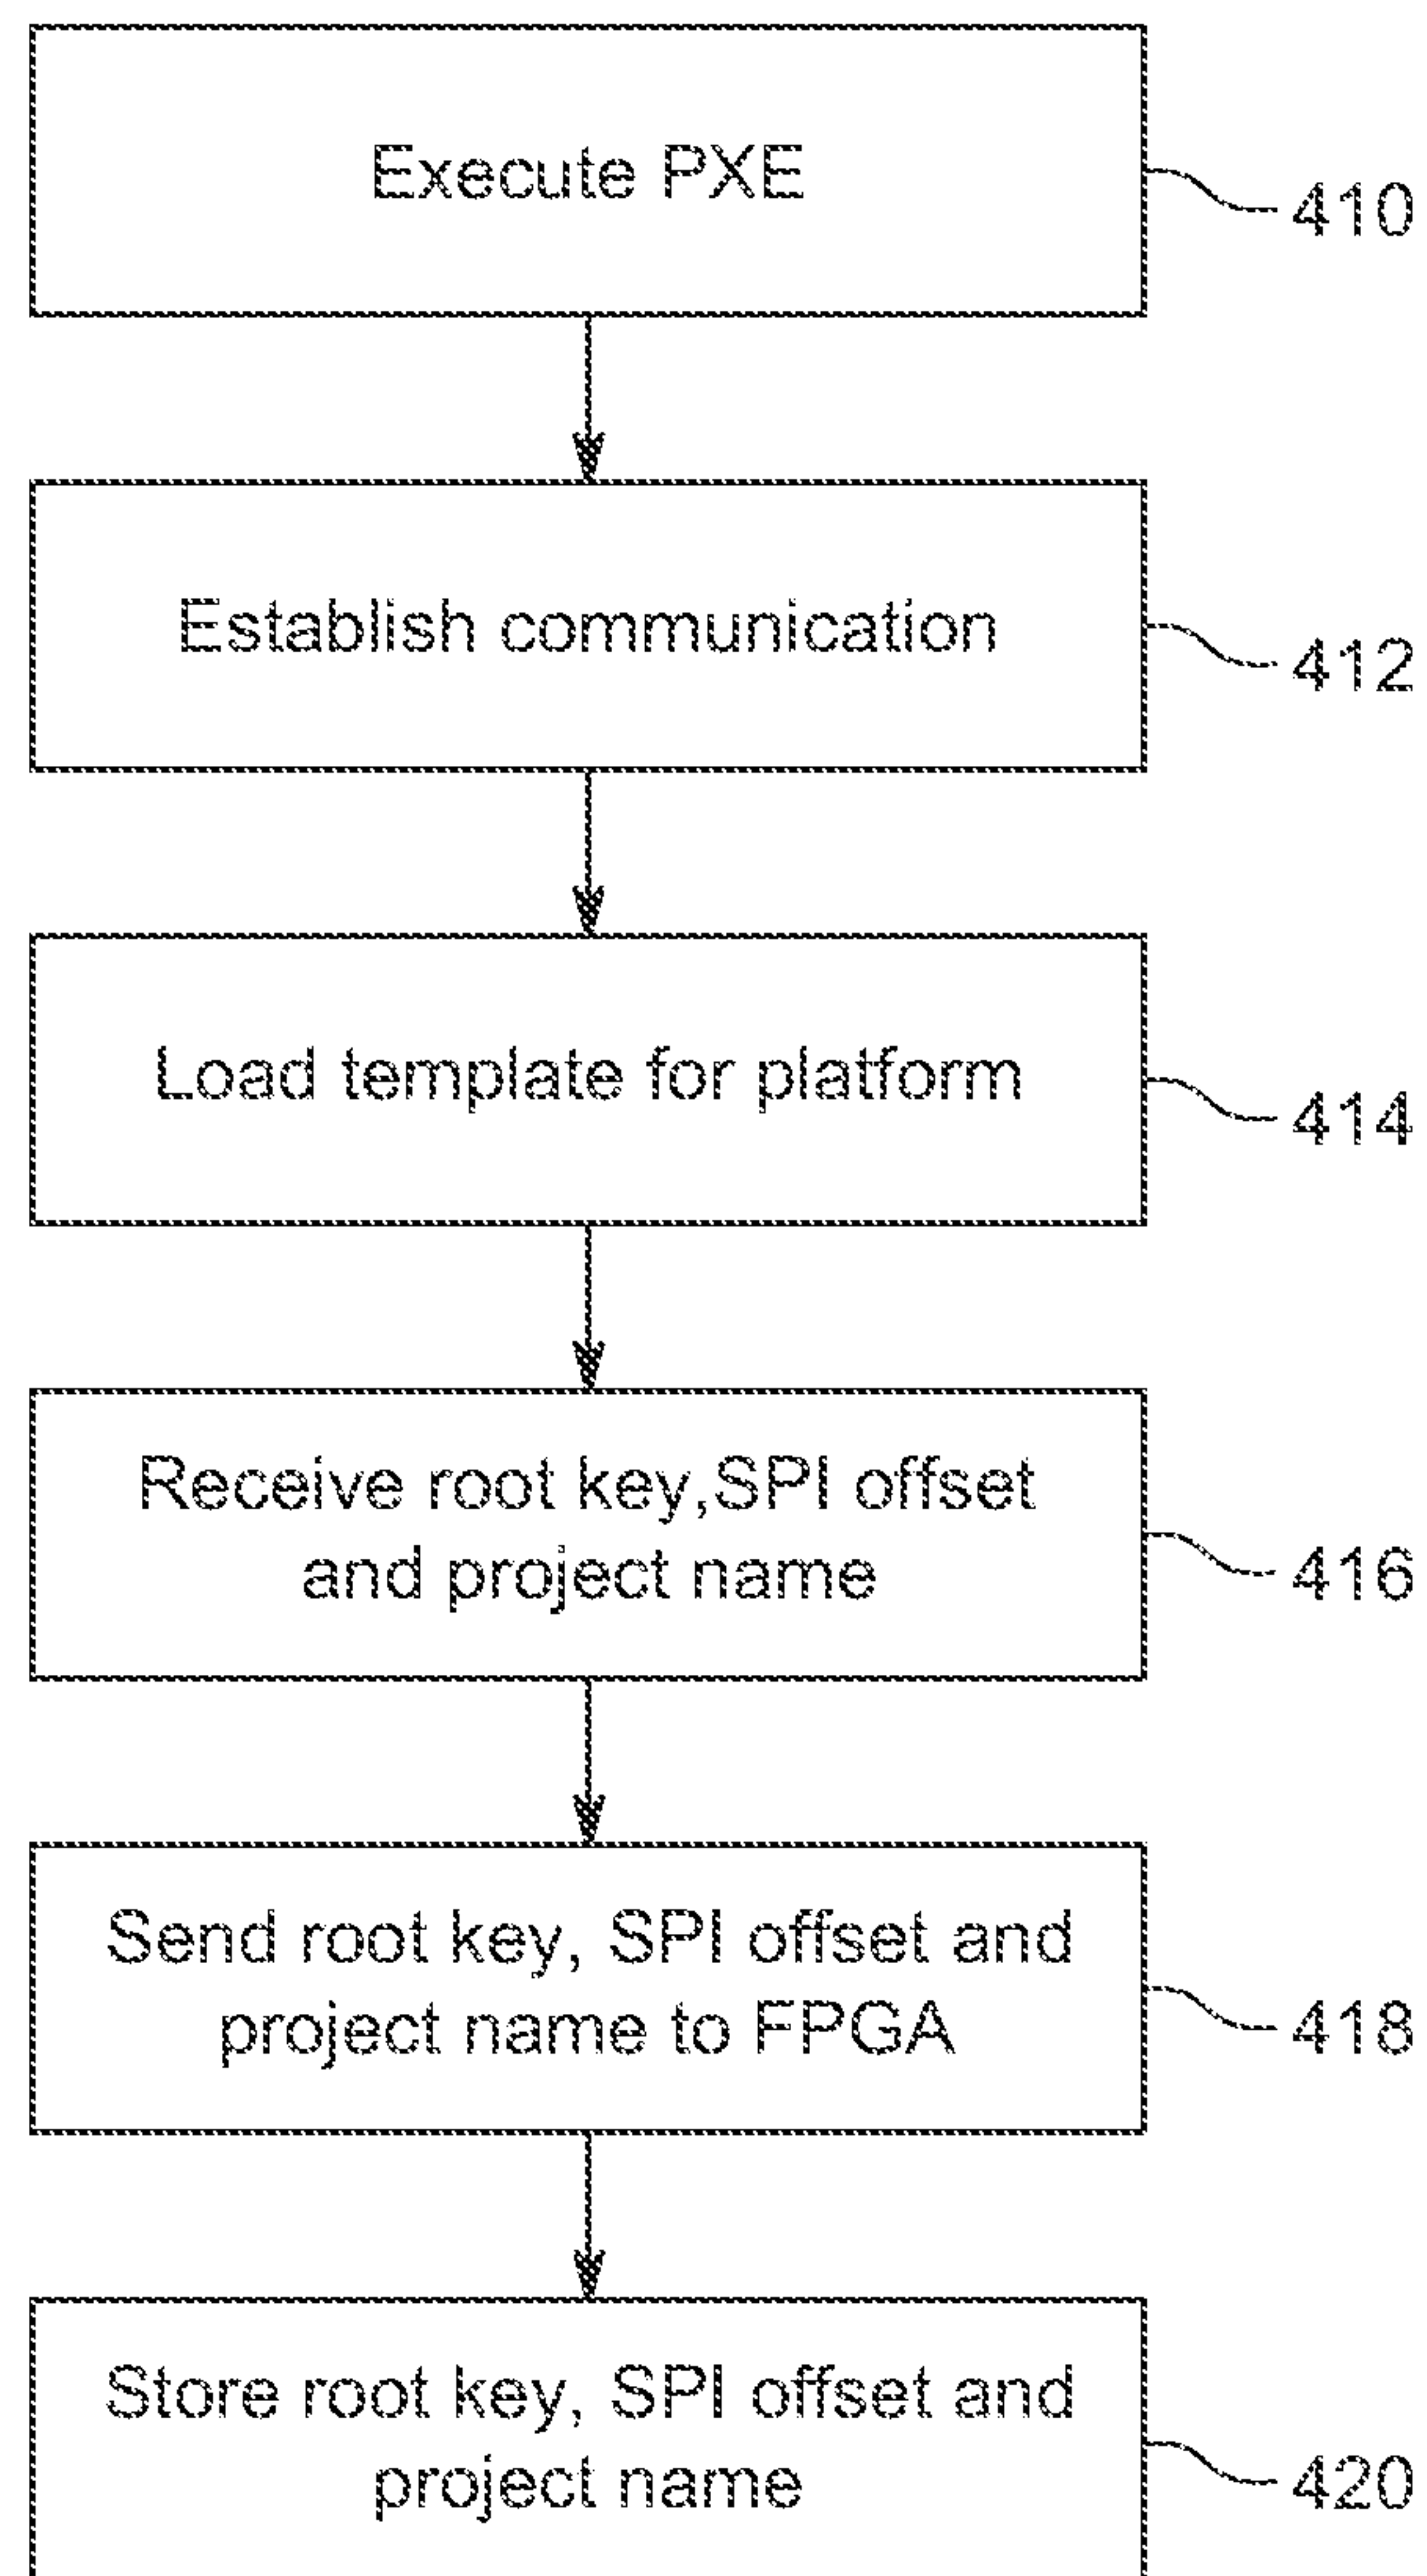 Execute PXE
410
Establish communication
412
Load template for platform
414
Receive root key,SPI offset
and project name
416
Send root key, SPI offset and
project name to FPGA
418
Store root key, SPI offset and
project name
420